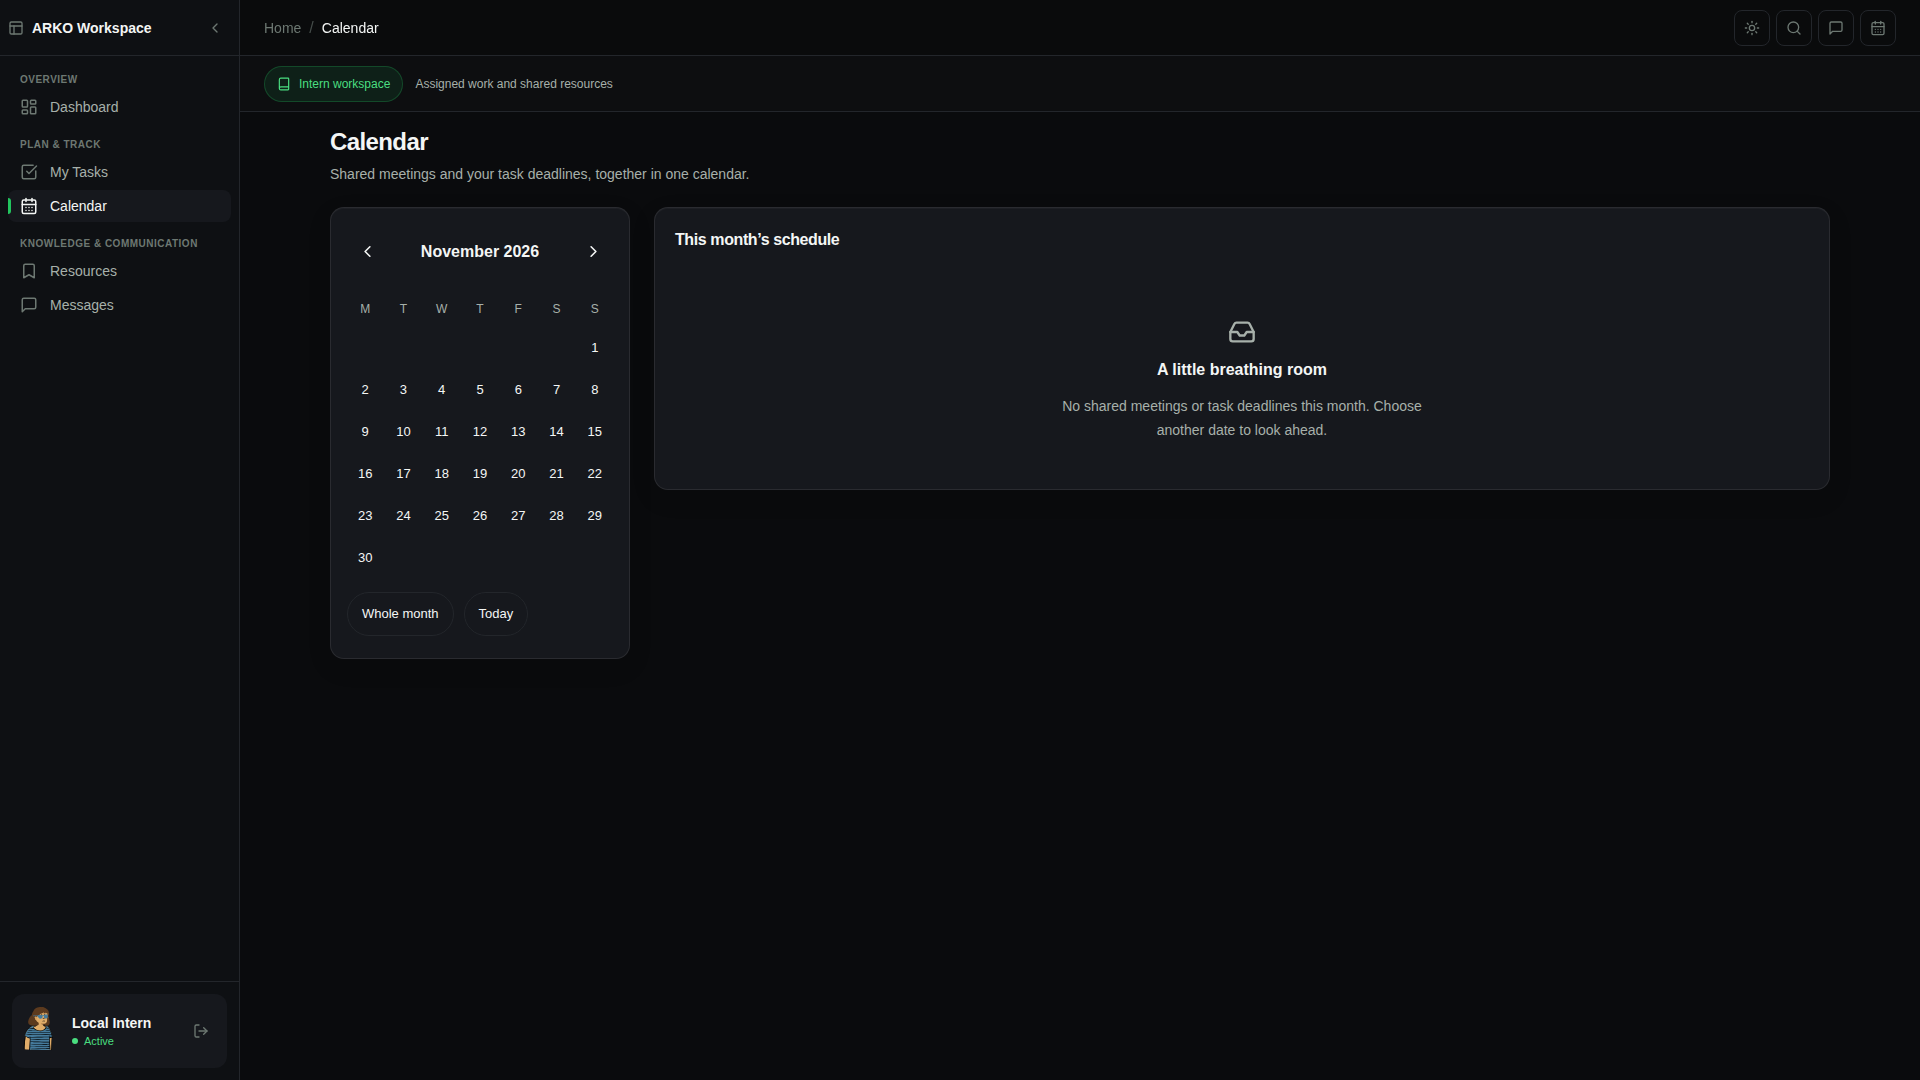 ARKO Workspace
Home / Calendar
OVERVIEW
Dashboard
PLAN & TRACK
My Tasks
Calendar
KNOWLEDGE & COMMUNICATION
Resources
Messages
Local Intern
Active
Intern workspace
Assigned work and shared resources
Calendar
Shared meetings and your task deadlines, together in one calendar.
November 2026
M T W T F S S
1
2 3 4 5 6 7 8
9 10 11 12 13 14 15
16 17 18 19 20 21 22
23 24 25 26 27 28 29
30
Whole month
Today
This month’s schedule
A little breathing room
No shared meetings or task deadlines this month. Choose
another date to look ahead.